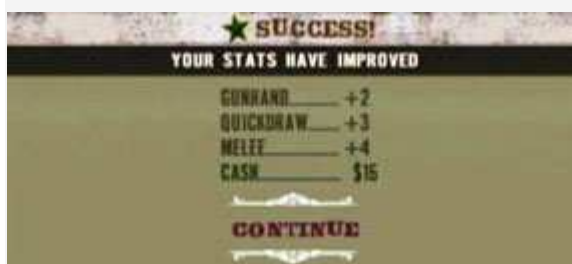 SUCCESS!
YOUR STATS HAVE IMPROVED
GUNHAND +2
QUICKDRAW +3
MELEE +4
CASH $15
CONTINUE